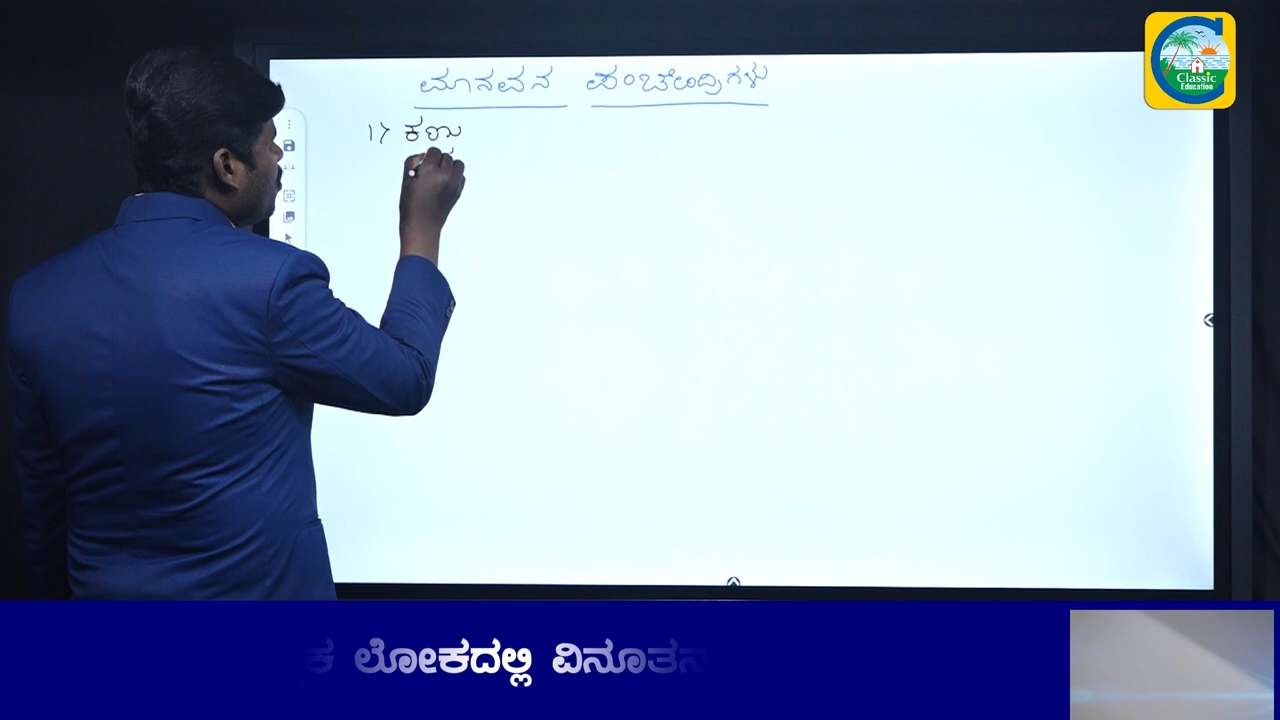 ಮಾನವನ ಪಂಚೇಂದ್ರಿಗಳು
1> ಕಣ್ಣು
Classic
Education
ಕ ಲೋಕದಲ್ಲಿ ವಿನೂತನ